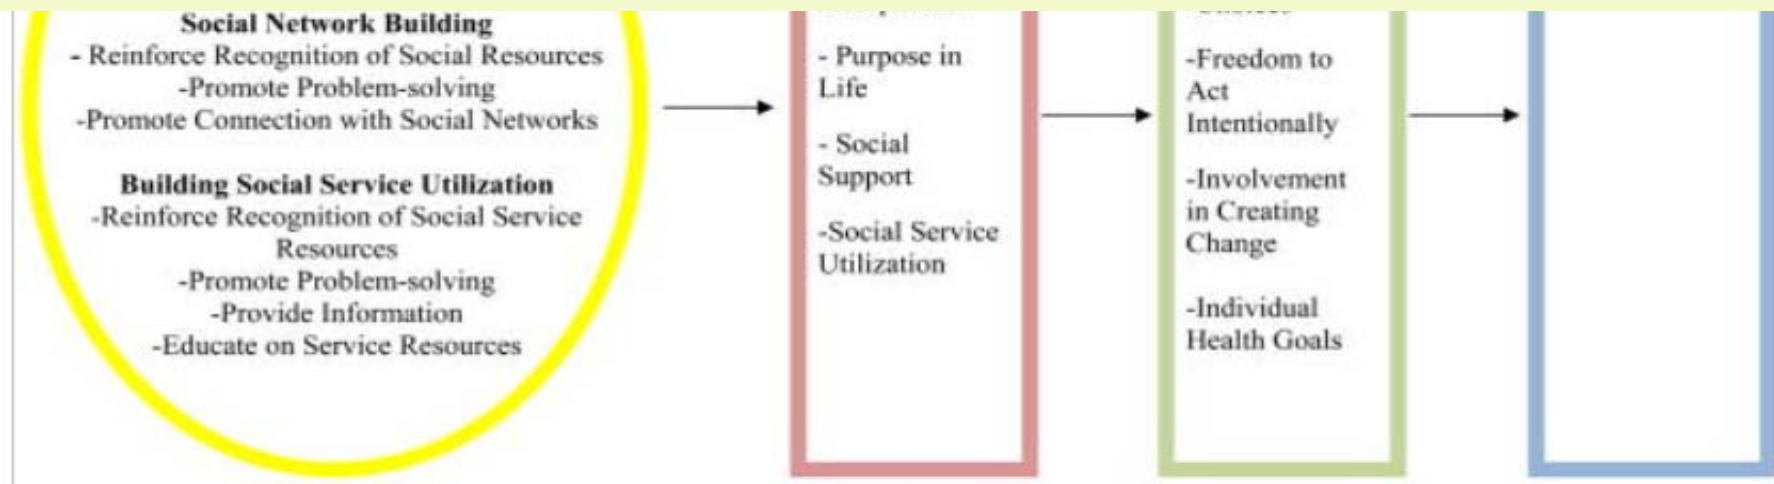 Social Network Building
- Reinforce Recognition of Social Resources
-Promote Problem-solving
-Promote Connection with Social Networks
Building Social Service Utilization
-Reinforce Recognition of Social Service
Resources
-Promote Problem-solving
-Provide Information
-Educate on Service Resources
- Purpose in
Life
- Social
Support
-Social Service
Utilization
-Freedom to
Act
Intentionally
-Involvement
in Creating
Change
-Individual
Health Goals